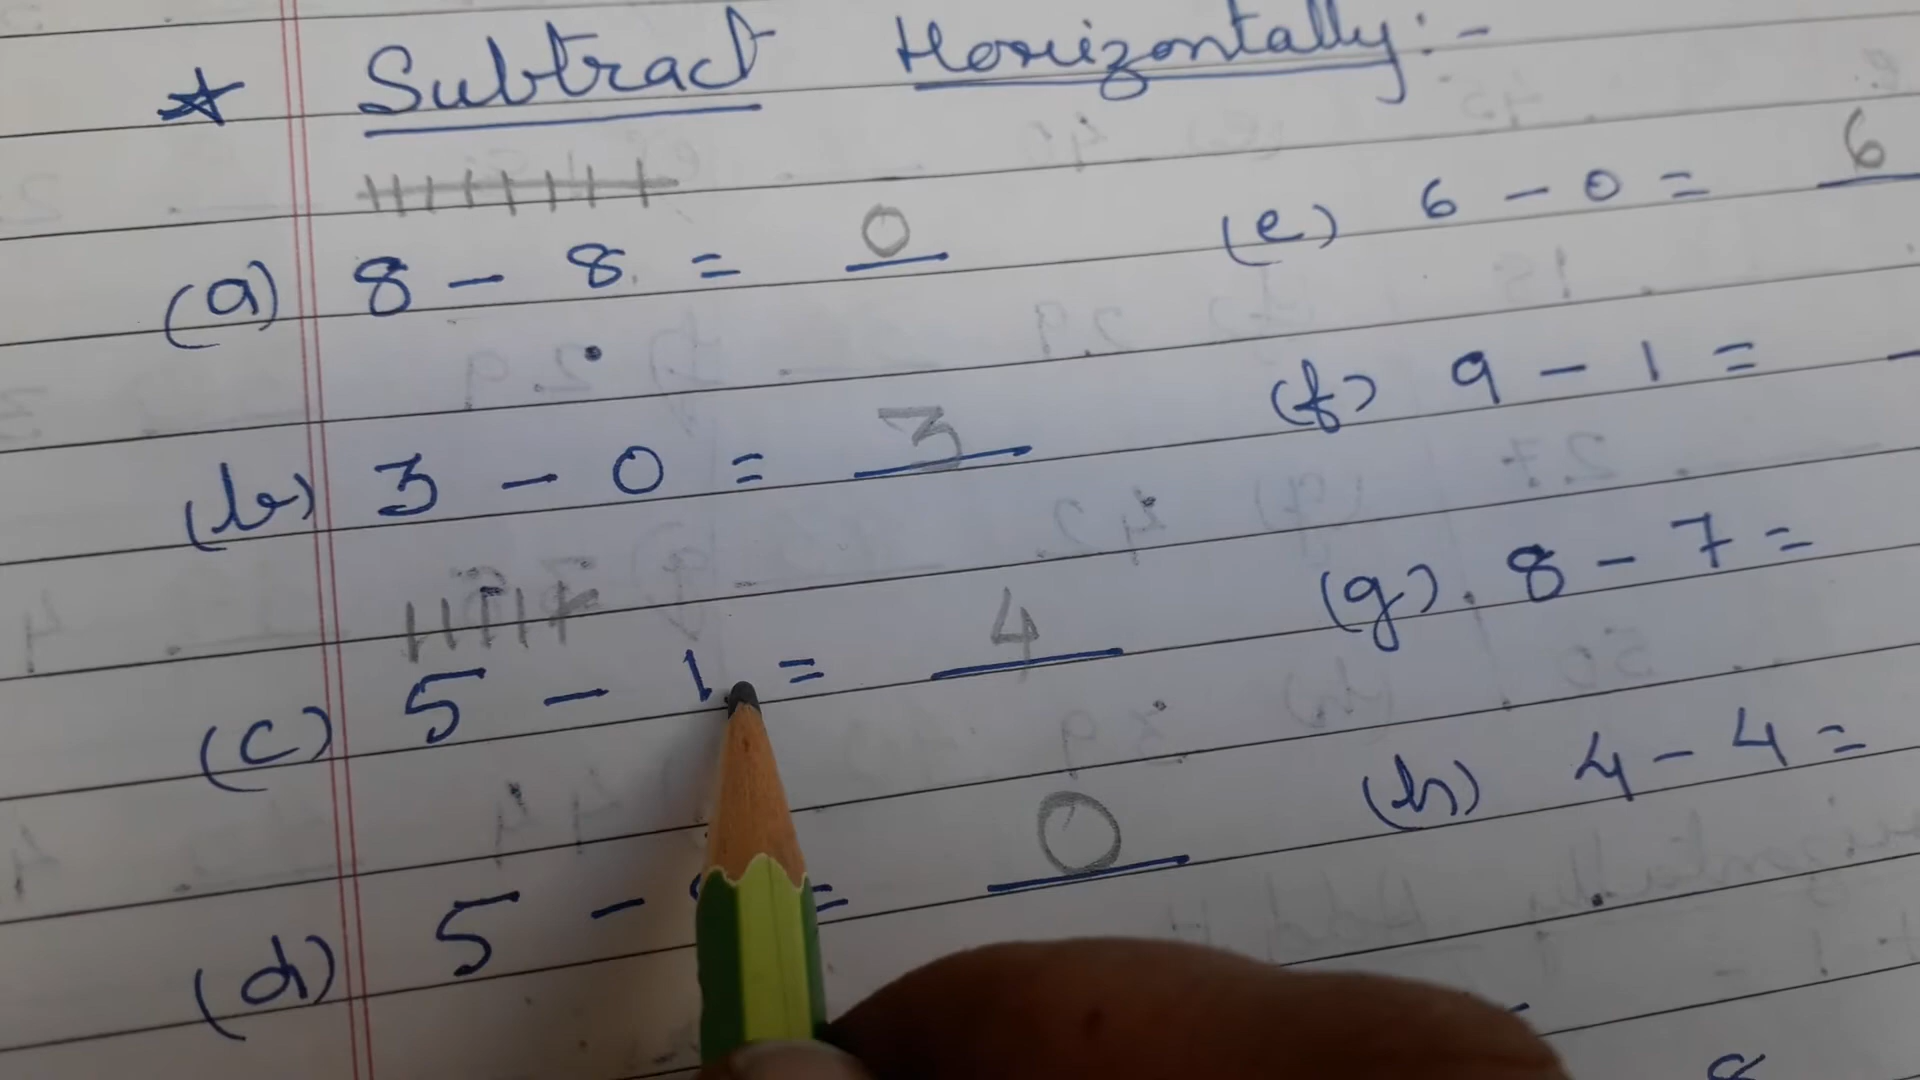 ☆ Subtract Horizontally:-
(a) 8 - 8 = 0
(b) 3 - 0 = 3
(c) 5 - 1 = 4
(d) 5 - = 0
(e) 6 - 0 = 6
(f) 9 - 1 =
(g) 8 - 7 =
(h) 4 - 4 =